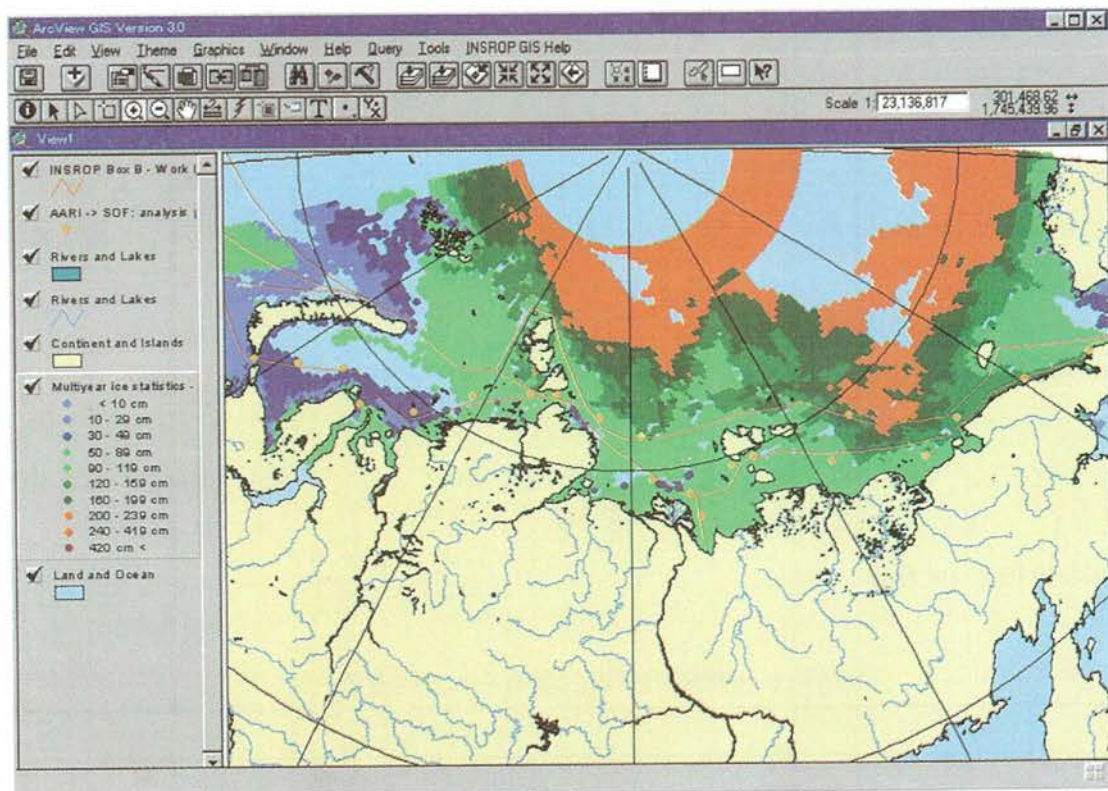 ArcView GIS Version 3.0
File Edit View Theme Graphics Window Help Query Tools INSROP GIS Help
Scale 1: 23,136,817
301,468.62
1,745,439.96
View1
INSROP Box B - Work
AARI -> SOF: analysis
Rivers and Lakes
Rivers and Lakes
Continent and Islands
Multiyear ice statistics -
< 10 cm
10 - 29 cm
30 - 49 cm
50 - 89 cm
90 - 119 cm
120 - 159 cm
160 - 199 cm
200 - 239 cm
240 - 419 cm
420 cm <
Land and Ocean